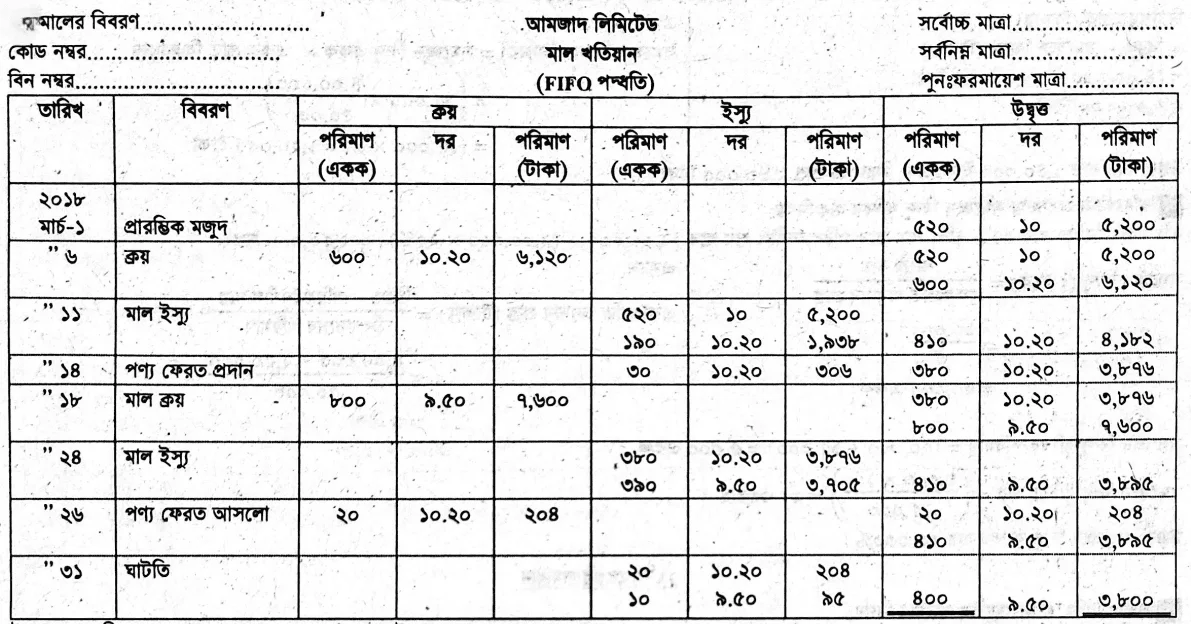 মালের বিবরণ........................ আমজাদ লিমিটেড সর্বোচ্চ মাত্রা........................
কোড নম্বর........................ মাল খতিয়ান সর্বনিম্ন মাত্রা........................
বিন নম্বর........................ (FIFO পদ্ধতি) পুনঃফরমায়েশ মাত্রা................
তারিখ বিবরণ ক্রয় ইস্যু উদ্বৃত্ত
পরিমাণ দর পরিমাণ পরিমাণ দর পরিমাণ পরিমাণ দর পরিমাণ
(একক) (টাকা) (একক) (টাকা) (একক) (টাকা)
২০১৮
মার্চ-১ প্রারম্ভিক মজুদ ৫২০ ১০ ৫,২০০
” ৬ ক্রয় ৬০০ ১০.২০ ৬,১২০ ৫২০ ১০ ৫,২০০
৬০০ ১০.২০ ৬,১২০
” ১১ মাল ইস্যু ৫২০ ১০ ৫,২০০
১৯০ ১০.২০ ১,৯৩৮ ৪১০ ১০.২০ ৪,১৮২
” ১৪ পণ্য ফেরত প্রদান ৩০ ১০.২০ ৩০৬ ৩৮০ ১০.২০ ৩,৮৭৬
” ১৮ মাল ক্রয় ৮০০ ৯.৫০ ৭,৬০০ ৩৮০ ১০.২০ ৩,৮৭৬
৮০০ ৯.৫০ ৭,৬০০
” ২৪ মাল ইস্যু ৩৮০ ১০.২০ ৩,৮৭৬
৩৯০ ৯.৫০ ৩,৭০৫ ৪১০ ৯.৫০ ৩,৮৯৫
” ২৬ পণ্য ফেরত আসলো ২০ ১০.২০ ২০৪ ২০ ১০.২০ ২০৪
৪১০ ৯.৫০ ৩,৮৯৫
” ৩১ ঘাটতি ২০ ১০.২০ ২০৪
১০ ৯.৫০ ৯৫ ৪০০ ৯.৫০ ৩,৮০০